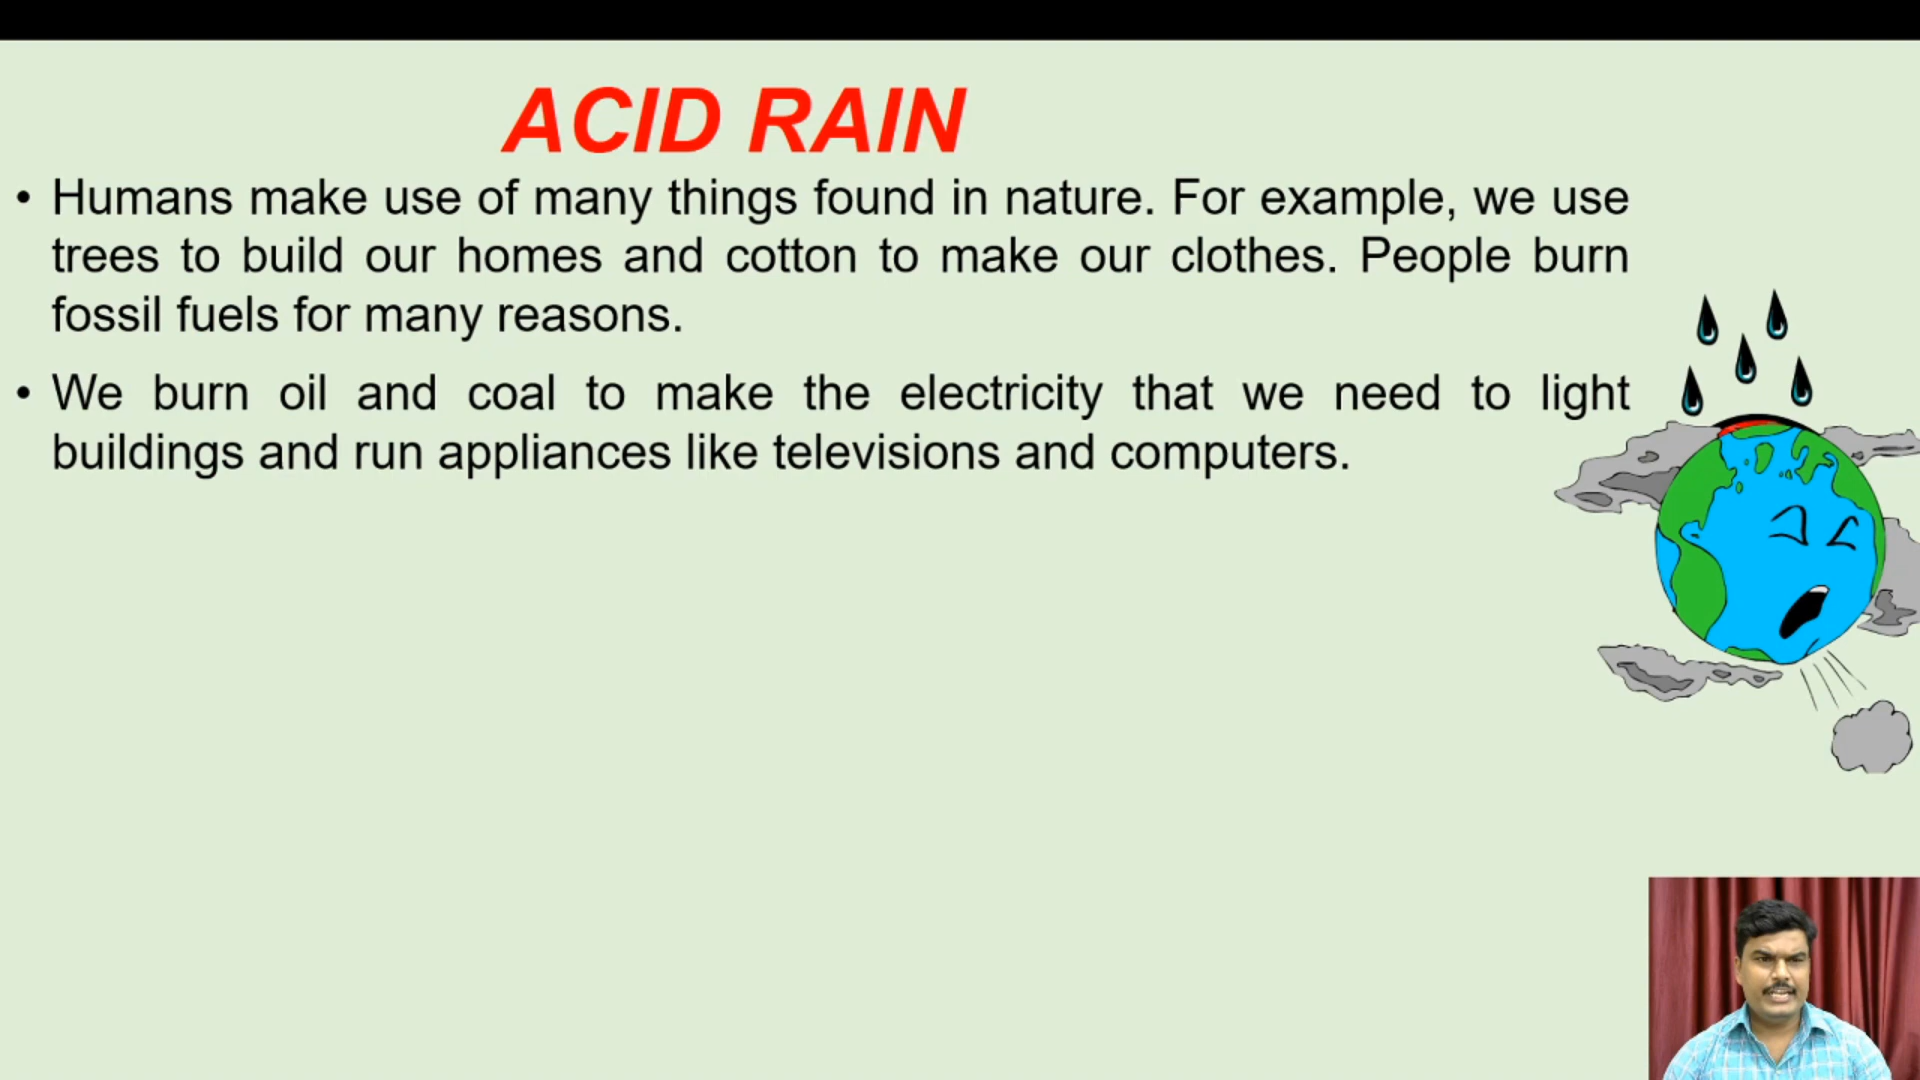 ACID RAIN
• Humans make use of many things found in nature. For example, we use
trees to build our homes and cotton to make our clothes. People burn
fossil fuels for many reasons.
• We burn oil and coal to make the electricity that we need to light
buildings and run appliances like televisions and computers.